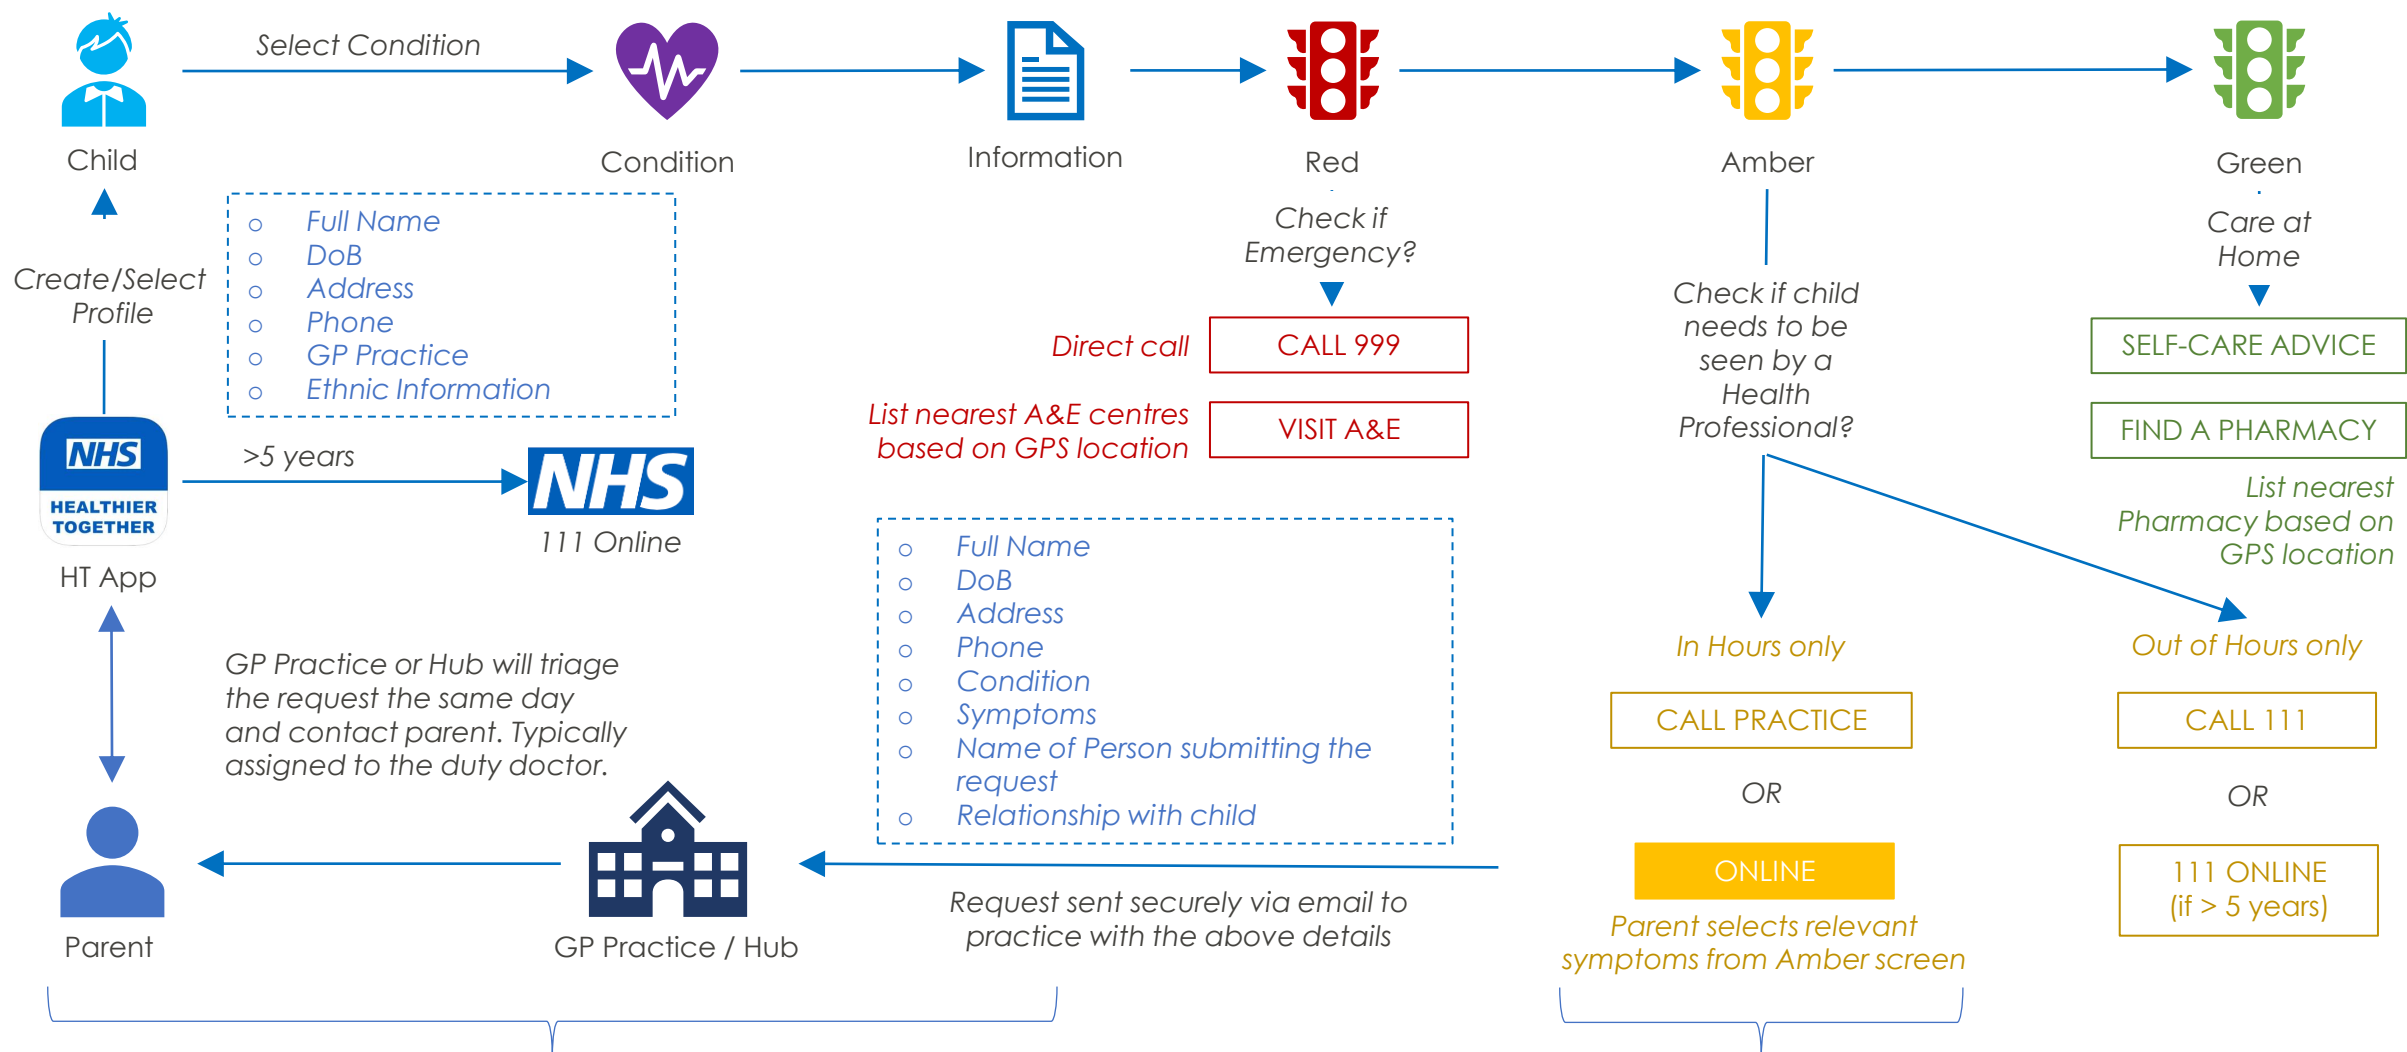 Select Condition
Child
Condition
Information
Red
Amber
Green
Create/Select
Profile
○ Full Name
○ DoB
○ Address
○ Phone
○ GP Practice
○ Ethnic Information
Check if
Emergency?
Direct call
CALL 999
List nearest A&E centres
based on GPS location
VISIT A&E
Check if child
needs to be
seen by a
Health
Professional?
Care at
Home
SELF-CARE ADVICE
FIND A PHARMACY
List nearest
Pharmacy based on
GPS location
NHS
HEALTHIER
TOGETHER
HT App
>5 years
NHS
111 Online
GP Practice or Hub will triage
the request the same day
and contact parent. Typically
assigned to the duty doctor.
○ Full Name
○ DoB
○ Address
○ Phone
○ Condition
○ Symptoms
○ Name of Person submitting the
request
○ Relationship with child
In Hours only
CALL PRACTICE
OR
ONLINE
Parent selects relevant
symptoms from Amber screen
Out of Hours only
CALL 111
OR
111 ONLINE
(if > 5 years)
Request sent securely via email to
practice with the above details
GP Practice / Hub
Parent